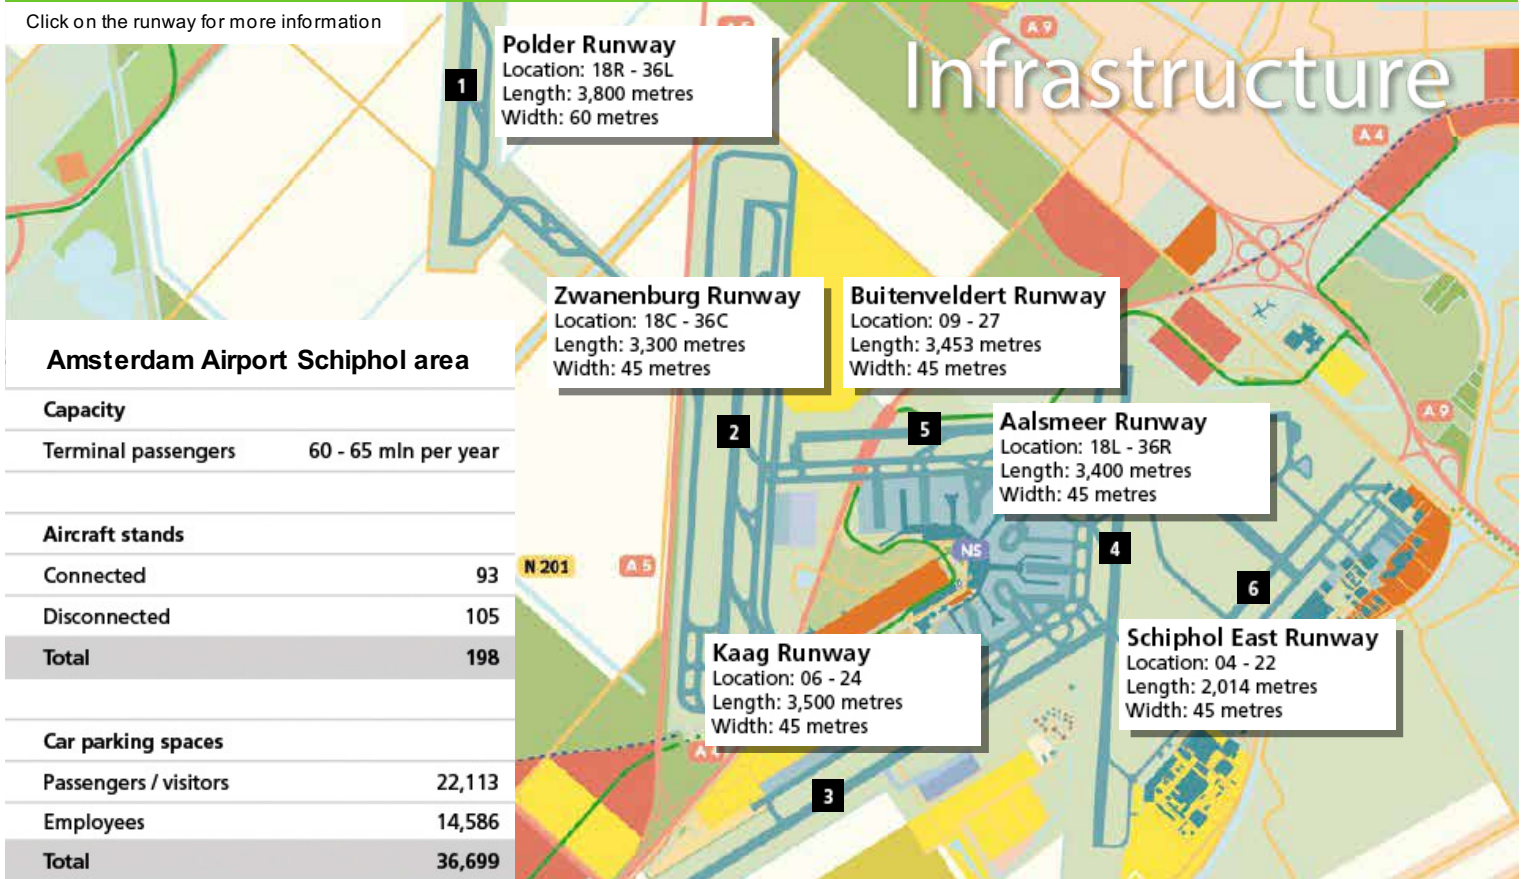 Click on the runway for more information
Infrastructure
A 9
A 4
1
Polder Runway
Location: 18R - 36L
Length: 3,800 metres
Width: 60 metres
Zwanenburg Runway
Location: 18C - 36C
Length: 3,300 metres
Width: 45 metres
Buitenveldert Runway
Location: 09 - 27
Length: 3,453 metres
Width: 45 metres
Aalsmeer Runway
Location: 18L - 36R
Length: 3,400 metres
Width: 45 metres
A 9
2
5
4
6
NS
N 201
A 5
Kaag Runway
Location: 06 - 24
Length: 3,500 metres
Width: 45 metres
Schiphol East Runway
Location: 04 - 22
Length: 2,014 metres
Width: 45 metres
3
Amsterdam Airport Schiphol area
Capacity
Terminal passengers 60 - 65 mln per year
Aircraft stands
Connected 93
Disconnected 105
Total 198
Car parking spaces
Passengers / visitors 22,113
Employees 14,586
Total 36,699